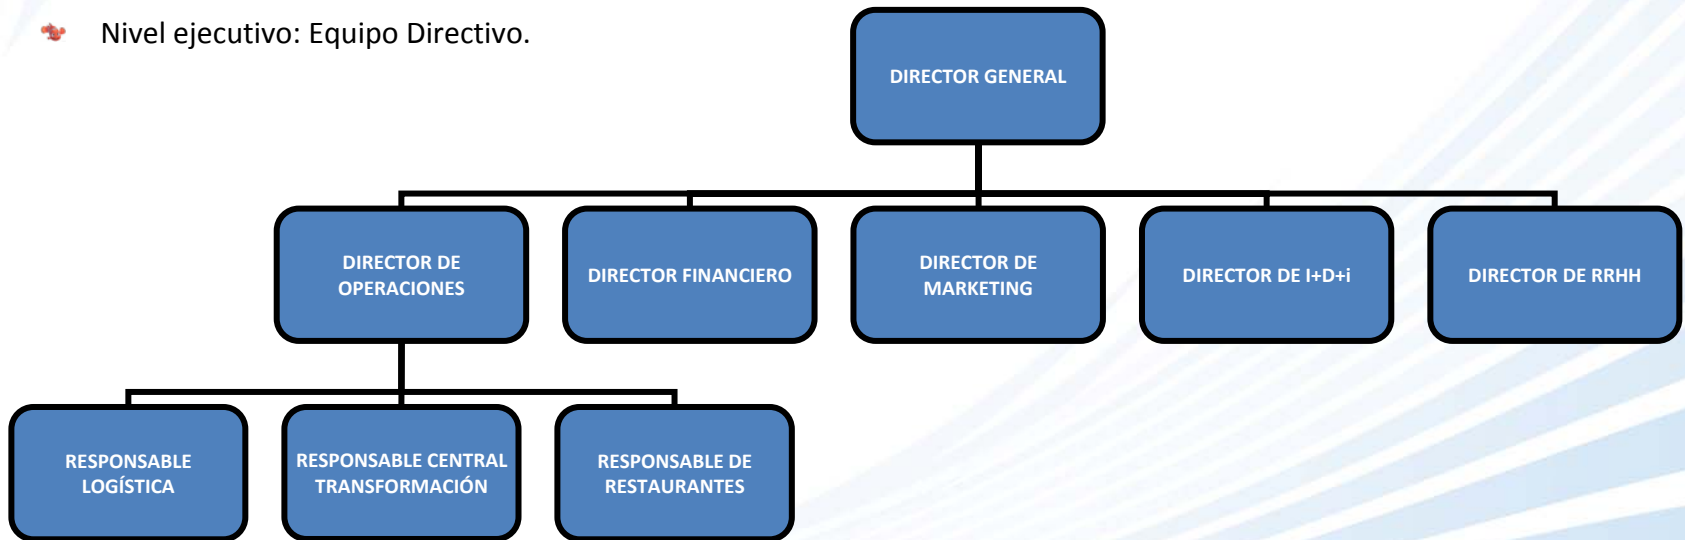 Nivel ejecutivo: Equipo Directivo.
DIRECTOR GENERAL
DIRECTOR DE
OPERACIONES
DIRECTOR FINANCIERO
DIRECTOR DE
MARKETING
DIRECTOR DE I+D+i
DIRECTOR DE RRHH
RESPONSABLE
LOGÍSTICA
RESPONSABLE CENTRAL
TRANSFORMACIÓN
RESPONSABLE DE
RESTAURANTES